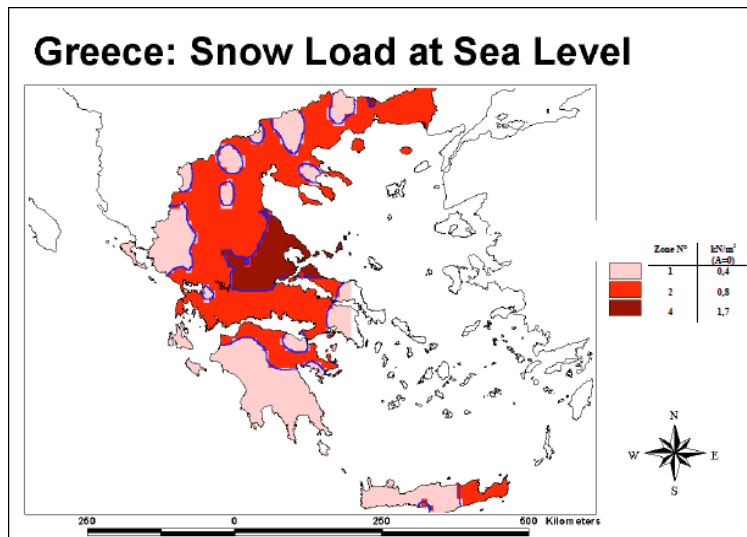 Greece: Snow Load at Sea Level
Zone Nº kN/m²
(A=0)
1 0,4
2 0,8
4 1,7
N
W E
S
250 0 250 500 Kilometers